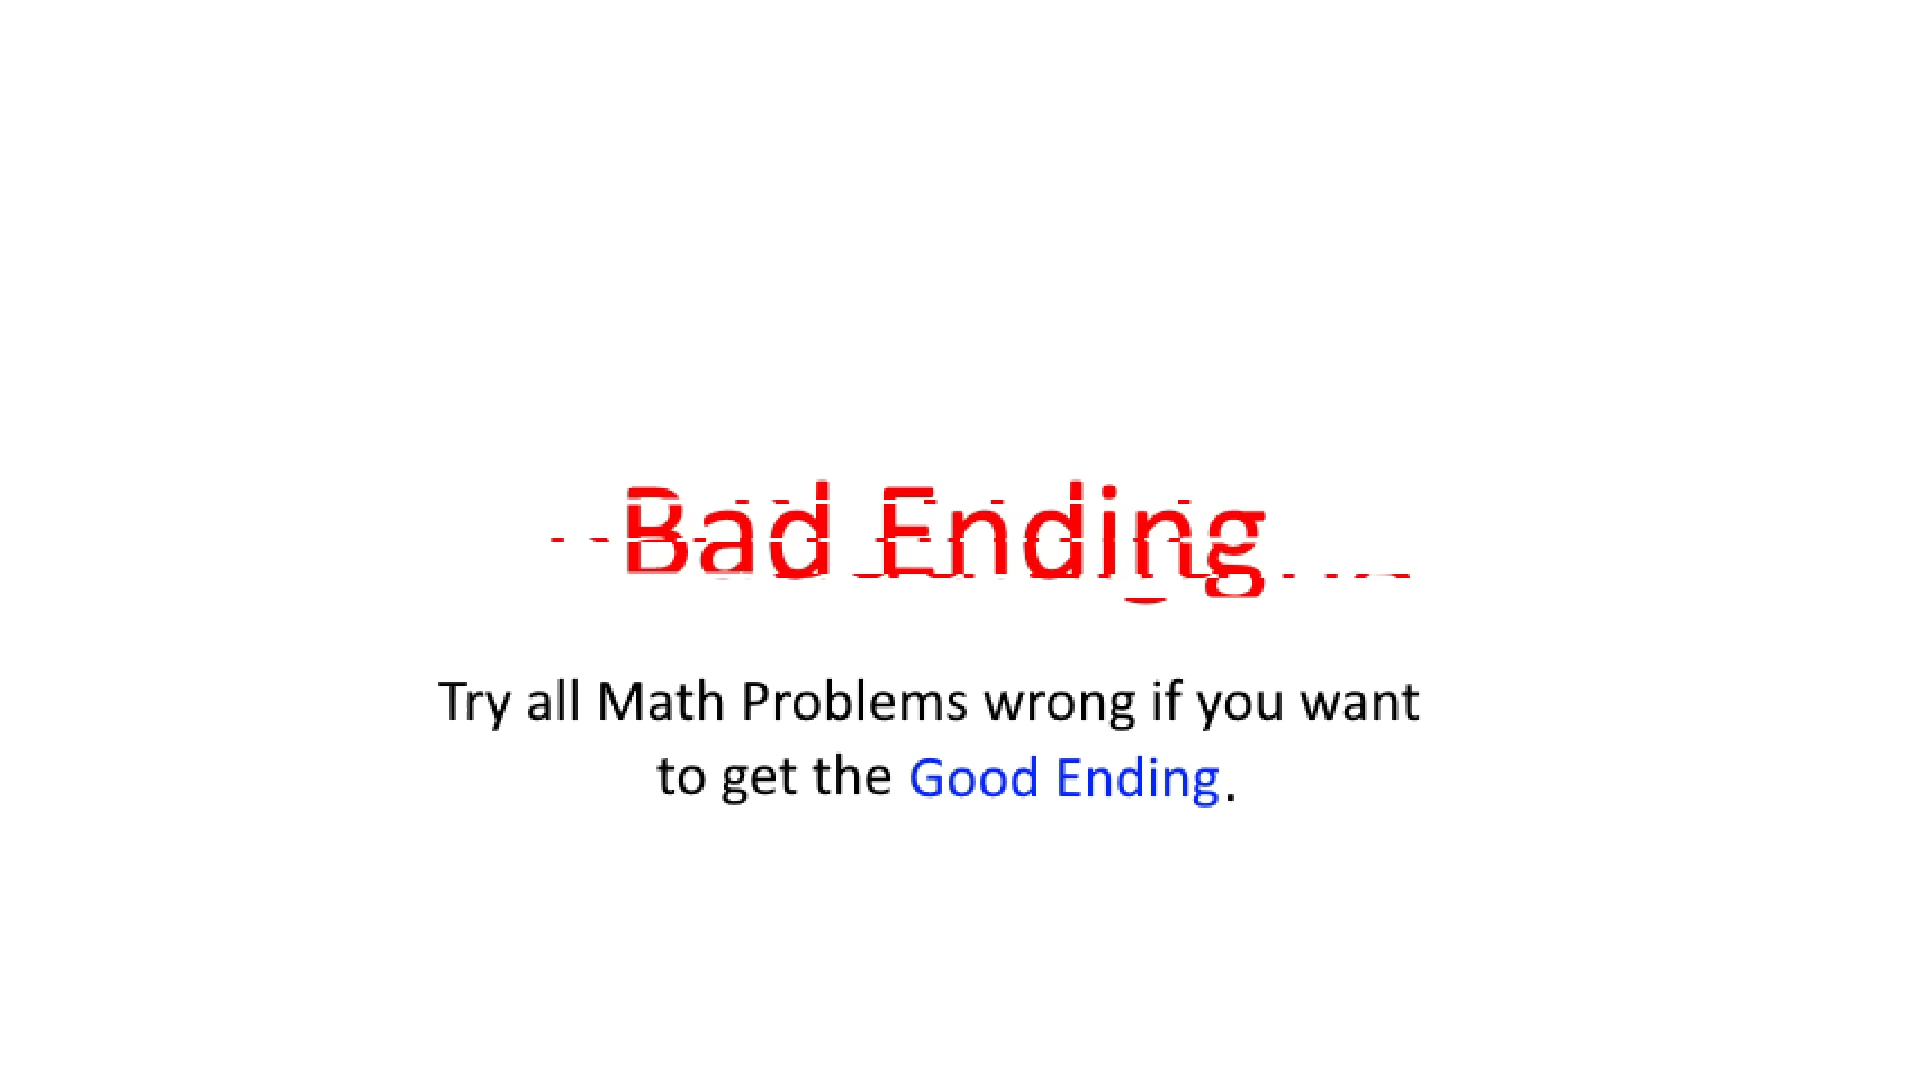 Bad Ending
Try all Math Problems wrong if you want
to get the Good Ending.